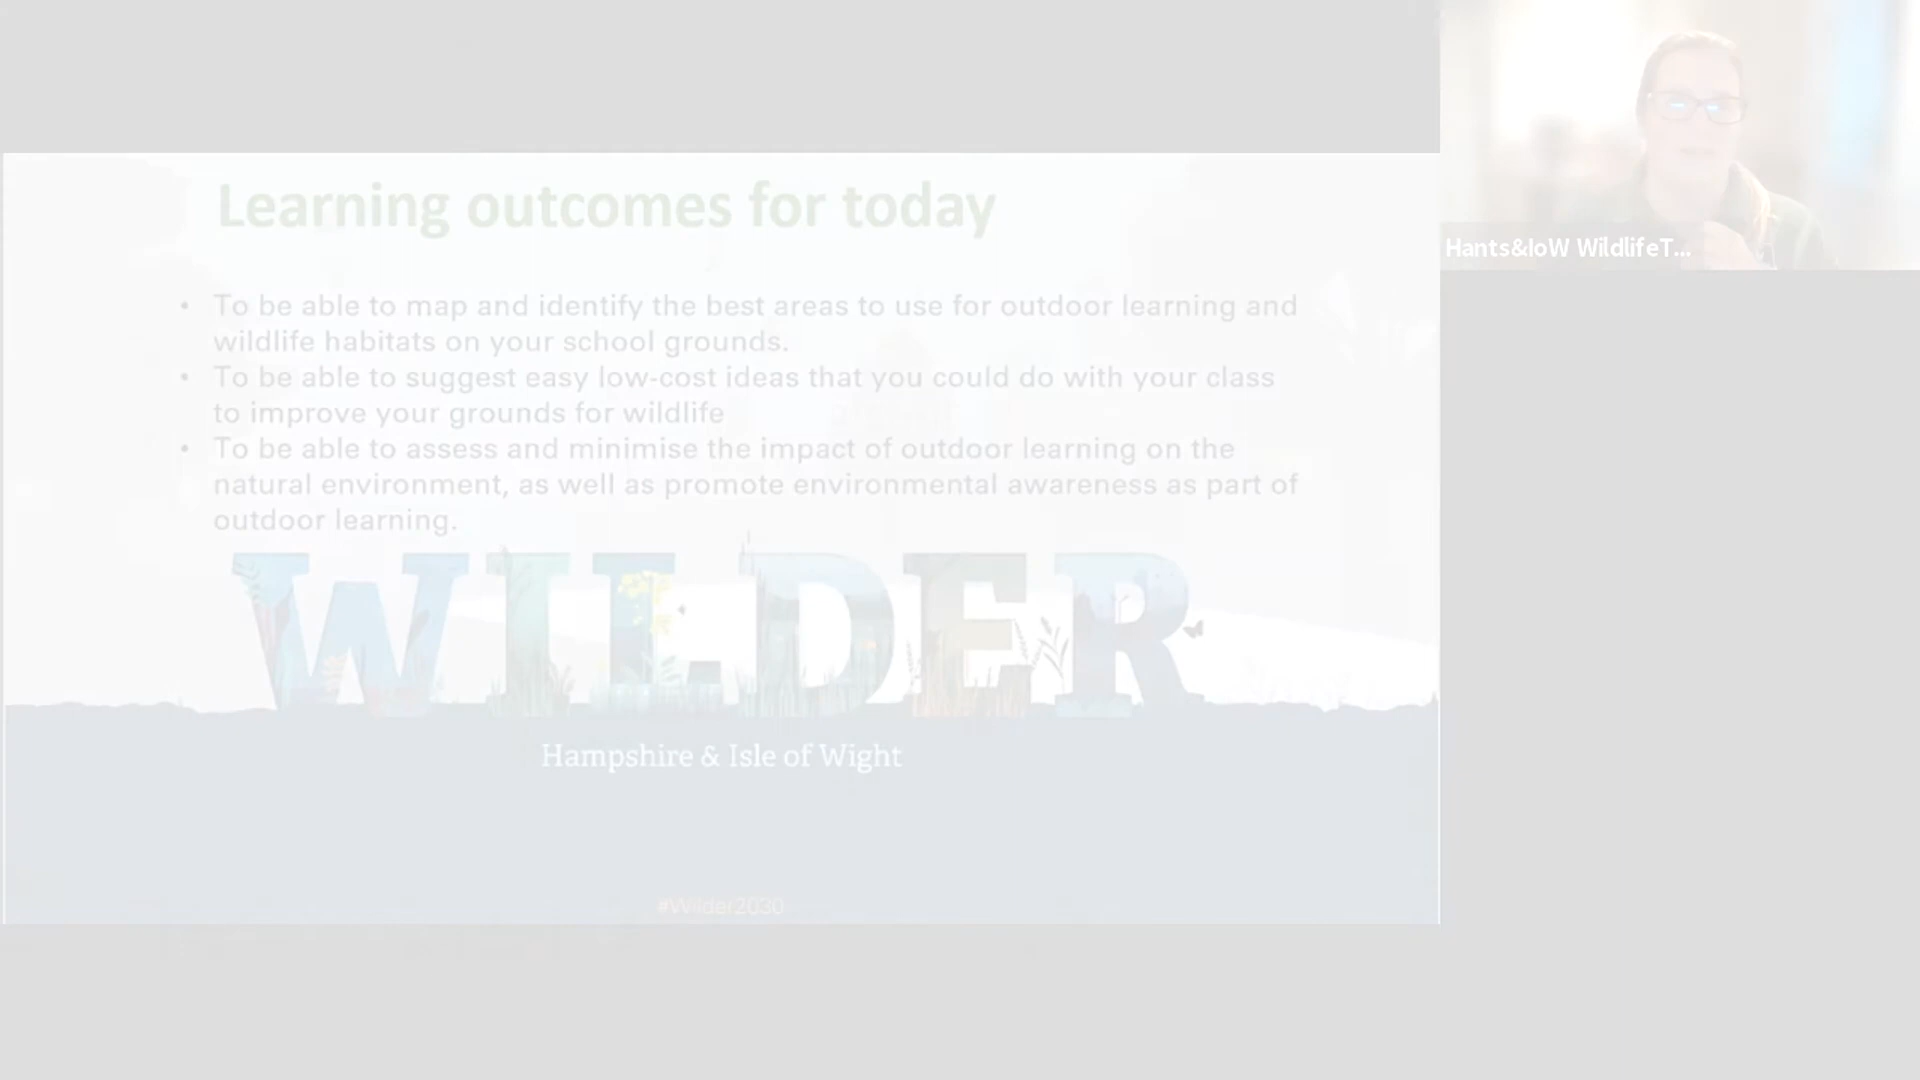 Learning outcomes for today
• To be able to map and identify the best areas to use for outdoor learning and
wildlife habitats on your school grounds.
• To be able to suggest easy low-cost ideas that you could do with your class
to improve your grounds for wildlife
• To be able to assess and minimise the impact of outdoor learning on the
natural environment, as well as promote environmental awareness as part of
outdoor learning.
WILDER
Hampshire & Isle of Wight
#Wilder2030
Hants&IoW WildlifeT...